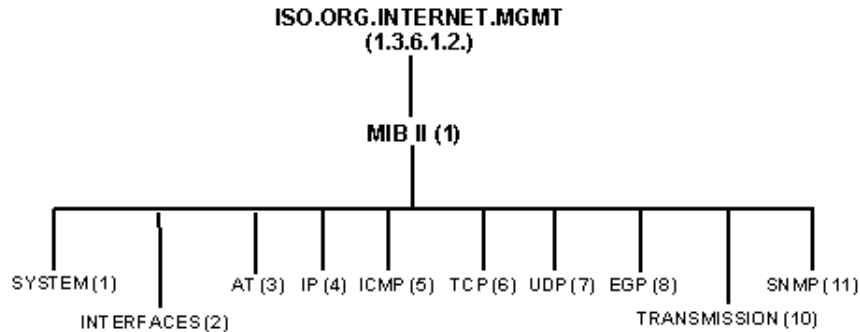 ISO.ORG.INTERNET.MGMT
(1.3.6.1.2.)
MIB II (1)
SYSTEM (1)
INTERFACES (2)
AT (3)
IP (4)
ICMP (5)
TCP (6)
UDP (7)
EGP (8)
TRANSMISSION (10)
SNMP (11)